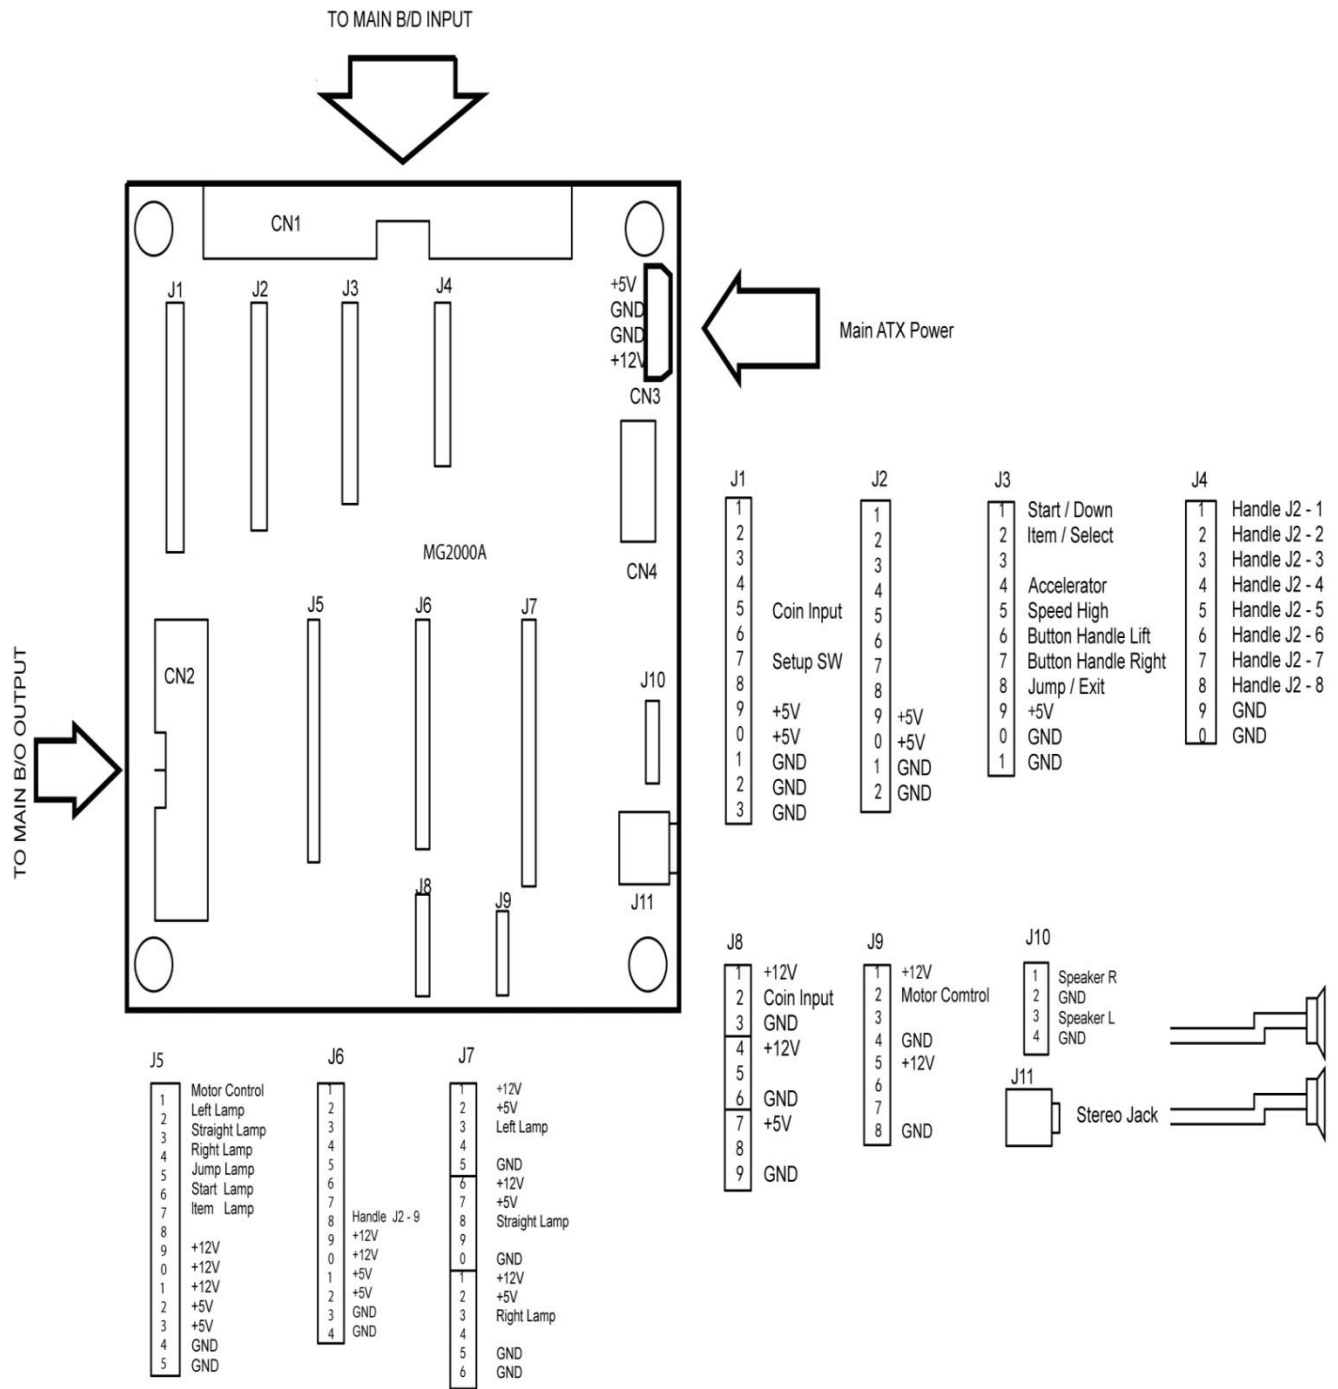 TO MAIN B/D INPUT
CN1
J1
J2
J3
J4
+5V
GND
GND
+12V
CN3
Main ATX Power
MG2000A
CN4
J5
J6
J7
CN2
J10
J8
J9
J11
TO MAIN B/O OUTPUT
J1
1
2
3
4
5 Coin Input
6
7 Setup SW
8
9 +5V
0 +5V
1 GND
2 GND
3 GND
J2
1
2
3
4
5
6
7
8
9 +5V
0 +5V
1 GND
2 GND
J3
1 Start / Down
2 Item / Select
3
4 Accelerator
5 Speed High
6 Button Handle Lift
7 Button Handle Right
8 Jump / Exit
9 +5V
0 GND
1 GND
J4
1 Handle J2 - 1
2 Handle J2 - 2
3 Handle J2 - 3
4 Handle J2 - 4
5 Handle J2 - 5
6 Handle J2 - 6
7 Handle J2 - 7
8 Handle J2 - 8
9 GND
0 GND
J8
1 +12V
2 Coin Input
3 GND
4 +12V
5
6 GND
7 +5V
8
9 GND
J9
1 +12V
2 Motor Comtrol
3
4 GND
5 +12V
6
7
8 GND
J10
1 Speaker R
2 GND
3 Speaker L
4 GND
J11
Stereo Jack
J5
1 Motor Control
2 Left Lamp
3 Straight Lamp
4 Right Lamp
5 Jump Lamp
6 Start Lamp
7 Item Lamp
8
9 +12V
0 +12V
1 +12V
2 +5V
3 +5V
4 GND
5 GND
J6
1
2
3
4
5
6
7
8 Handle J2 - 9
9 +12V
0 +12V
1 +5V
2 +5V
3 GND
4 GND
J7
1 +12V
2 +5V
3 Left Lamp
4
5 GND
6 +12V
7 +5V
8 Straight Lamp
9
0 GND
1 +12V
2 +5V
3 Right Lamp
4
5 GND
6 GND